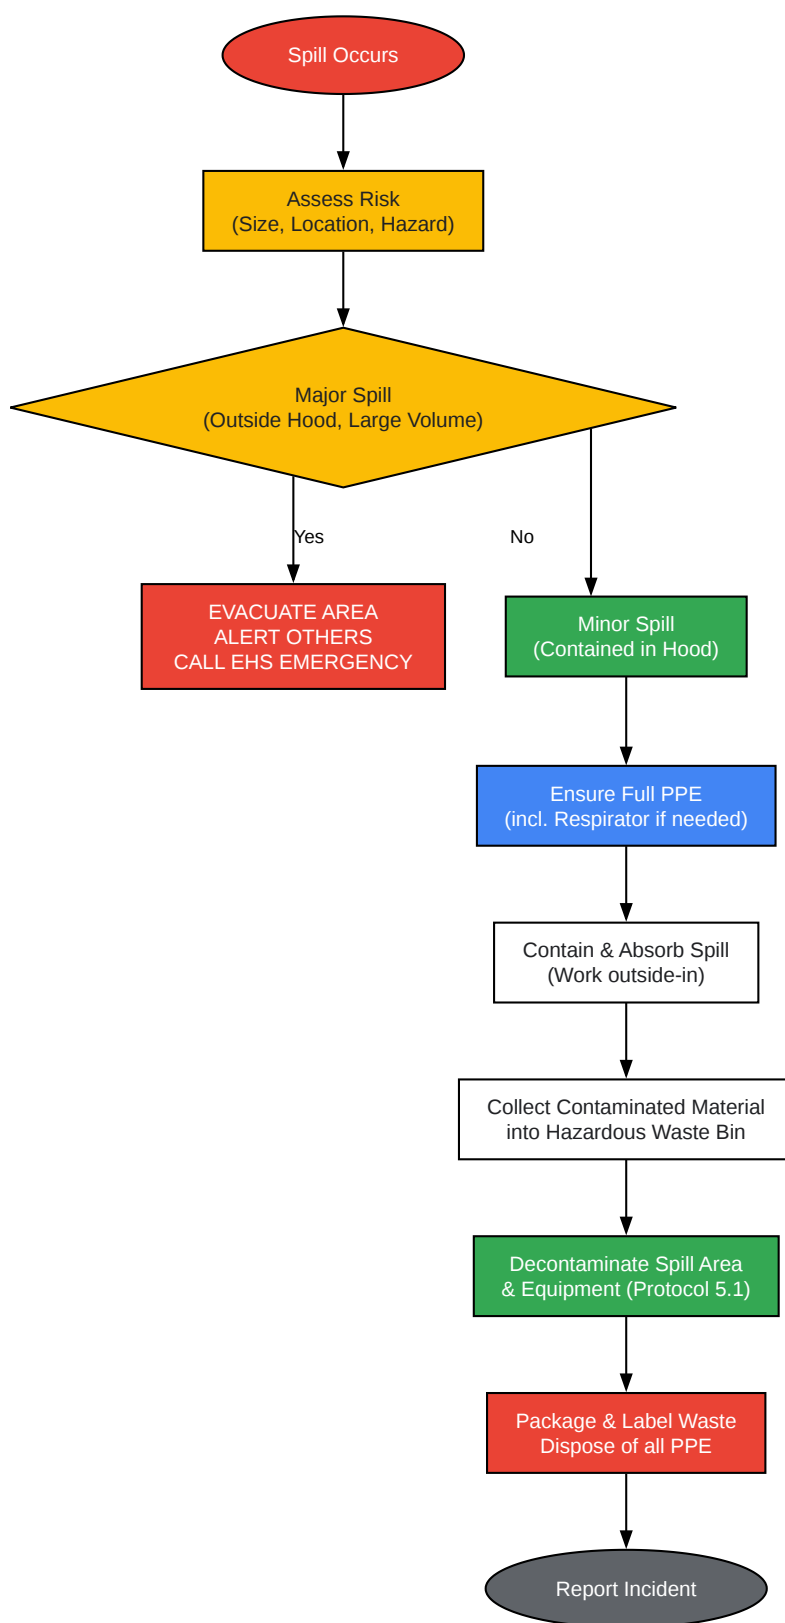 Spill Occurs
Assess Risk
(Size, Location, Hazard)
Major Spill
(Outside Hood, Large Volume)
Yes
No
EVACUATE AREA
ALERT OTHERS
CALL EHS EMERGENCY
Minor Spill
(Contained in Hood)
Ensure Full PPE
(incl. Respirator if needed)
Contain & Absorb Spill
(Work outside-in)
Collect Contaminated Material
into Hazardous Waste Bin
Decontaminate Spill Area
& Equipment (Protocol 5.1)
Package & Label Waste
Dispose of all PPE
Report Incident